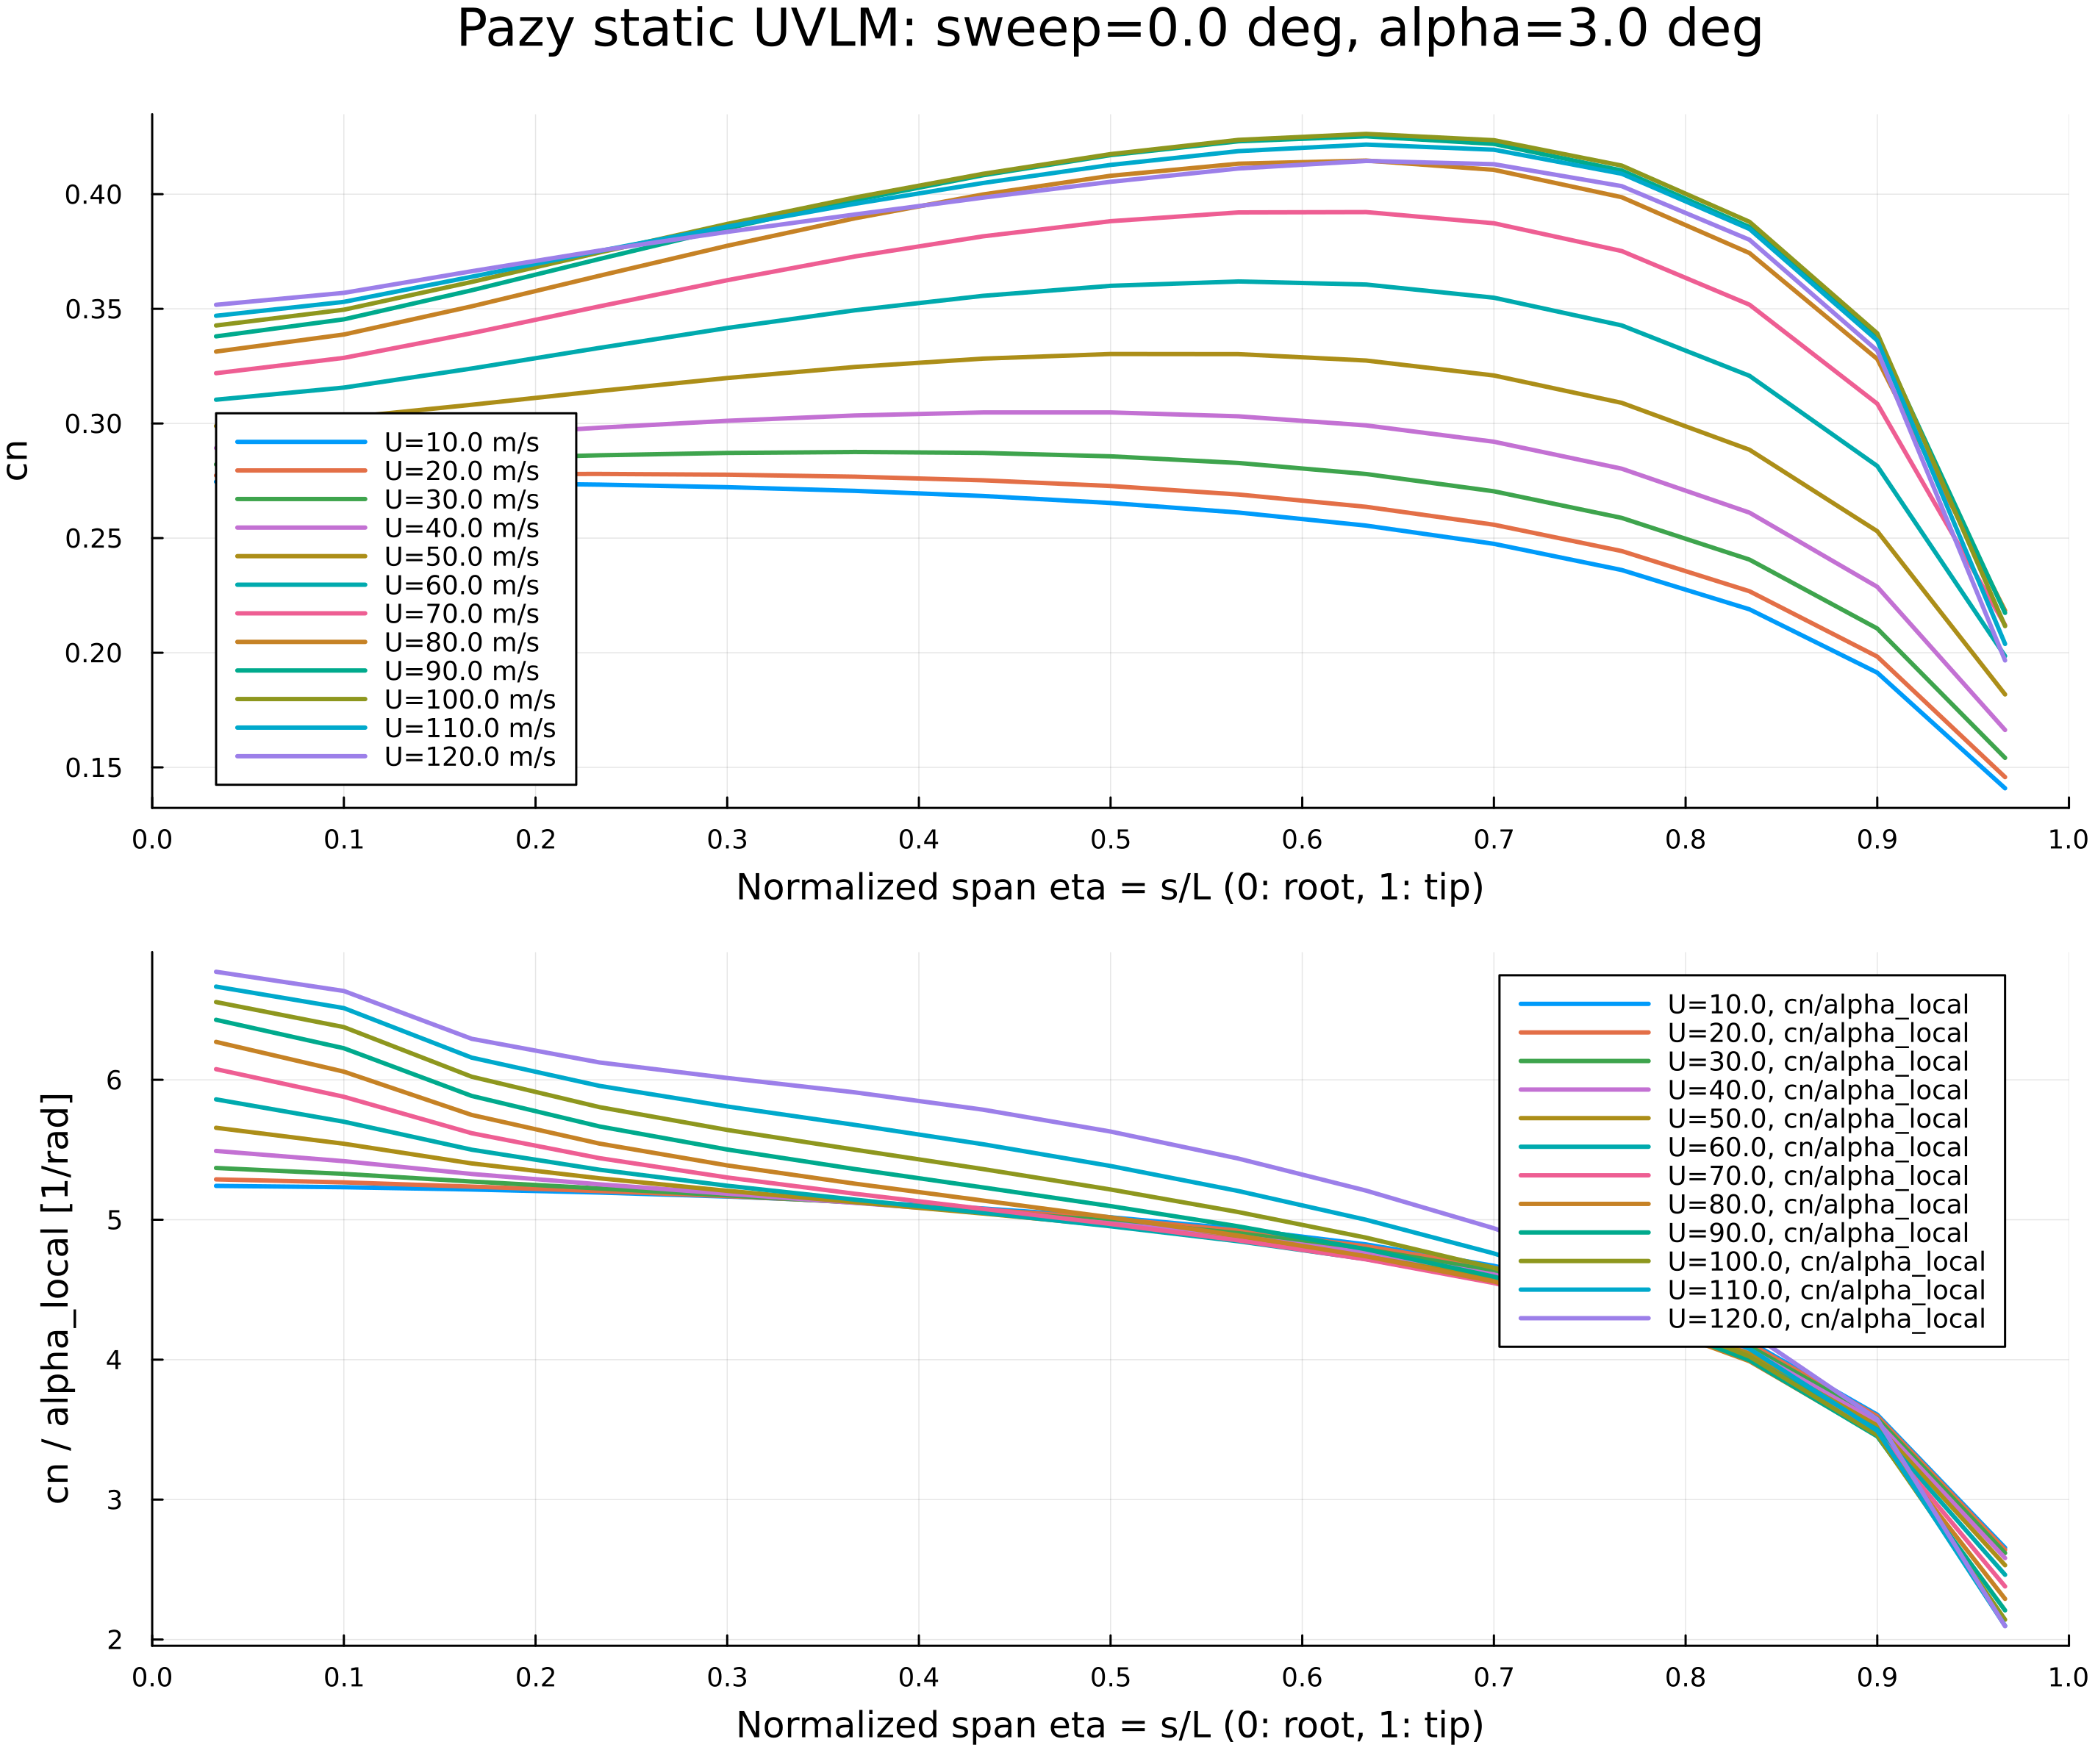 Pazy static UVLM: sweep=0.0 deg, alpha=3.0 deg
cn
0.40
0.35
0.30
0.25
0.20
0.15
U=10.0 m/s
U=20.0 m/s
U=30.0 m/s
U=40.0 m/s
U=50.0 m/s
U=60.0 m/s
U=70.0 m/s
U=80.0 m/s
U=90.0 m/s
U=100.0 m/s
U=110.0 m/s
U=120.0 m/s
0.0 0.1 0.2 0.3 0.4 0.5 0.6 0.7 0.8 0.9 1.0
Normalized span eta = s/L (0: root, 1: tip)
cn / alpha_local [1/rad]
6
5
4
3
2
U=10.0, cn/alpha_local
U=20.0, cn/alpha_local
U=30.0, cn/alpha_local
U=40.0, cn/alpha_local
U=50.0, cn/alpha_local
U=60.0, cn/alpha_local
U=70.0, cn/alpha_local
U=80.0, cn/alpha_local
U=90.0, cn/alpha_local
U=100.0, cn/alpha_local
U=110.0, cn/alpha_local
U=120.0, cn/alpha_local
0.0 0.1 0.2 0.3 0.4 0.5 0.6 0.7 0.8 0.9 1.0
Normalized span eta = s/L (0: root, 1: tip)